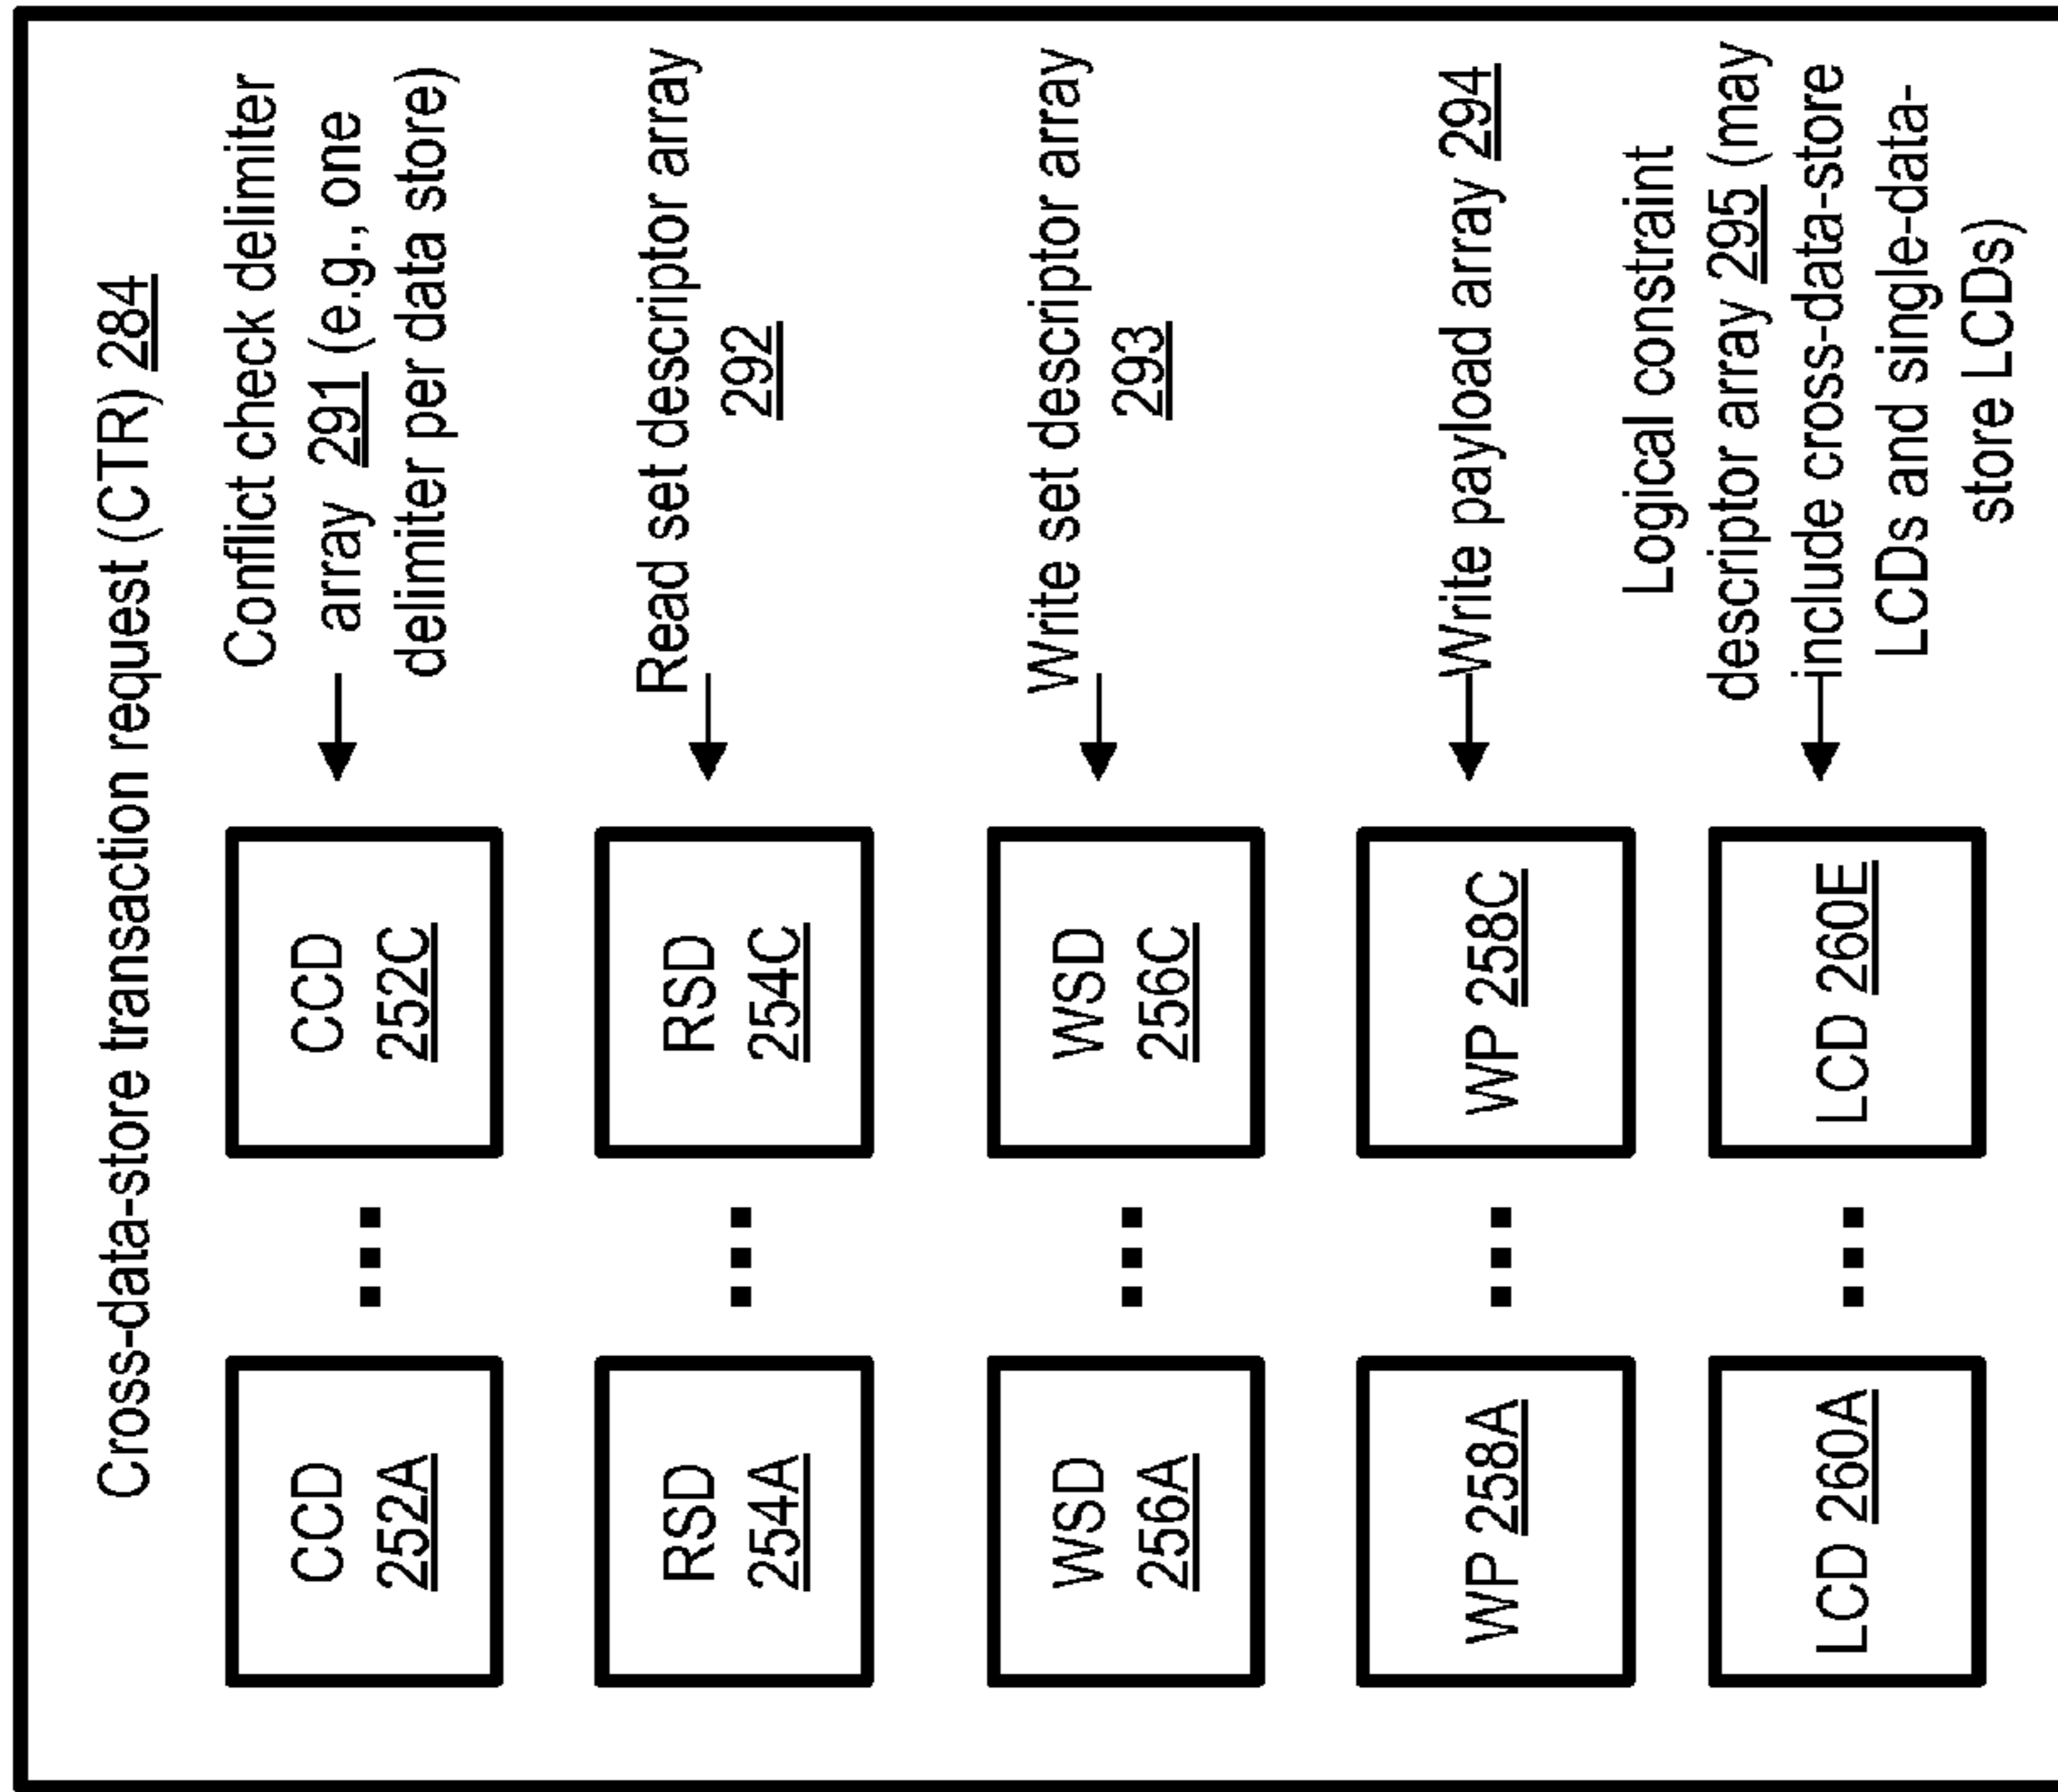 Cross-data-store transaction request (CTR) 284
CCD
252A
CCD
252C
Conflict check delimiter
array 291 (e.g., one
delimiter per data store)
RSD
254A
RSD
254C
Read set descriptor array
292
WSD
256A
WSD
256C
Write set descriptor array
293
WP 258A
WP 258C
Write payload array 294
LCD 260A
LCD 260E
Logical constraint
descriptor array 295 (may
include cross-data-store
LCDs and single-data-
store LCDs)